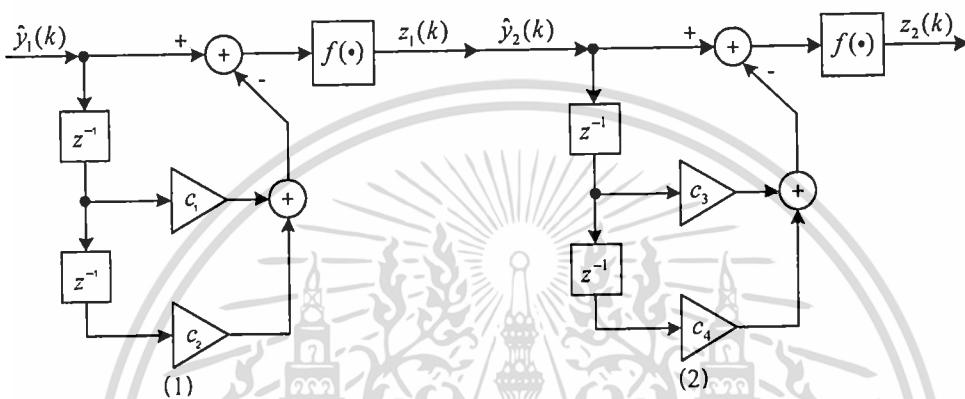 ŷ₁(k) + + - f(•) z₁(k) ŷ₂(k) + + - f(•) z₂(k)
z⁻¹ z⁻¹
c₁ + c₃ +
z⁻¹ z⁻¹
c₂ c₄
(1) (2)